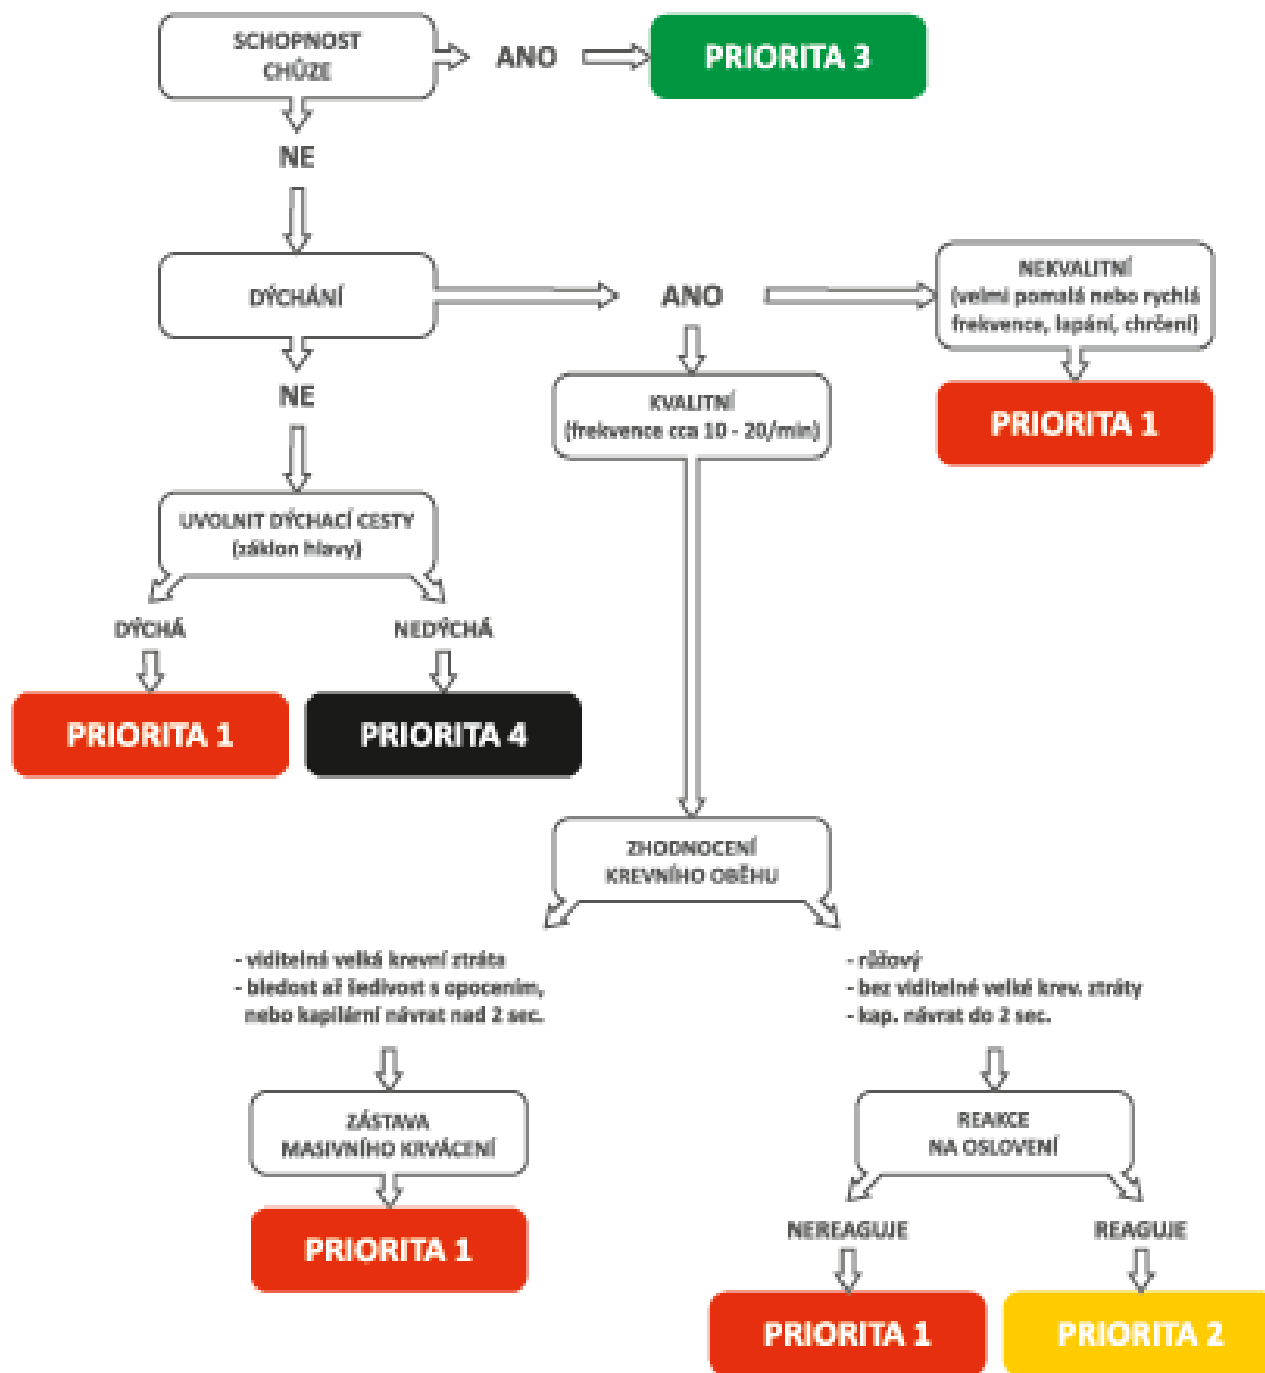 SCHOPNOST
CHŮZE
ANO
PRIORITA 3
NE
DÝCHÁNÍ
ANO
NEKVALITNÍ
(velmi pomalá nebo rychlá
frekvence, lapání, chrčení)
PRIORITA 1
NE
KVALITNÍ
(frekvence cca 10 - 20/min)
UVOLNIT DÝCHACÍ CESTY
(záklon hlavy)
DÝCHÁ
NEDÝCHÁ
PRIORITA 1
PRIORITA 4
ZHODNOCENÍ
KREVNÍHO OBĚHU
- viditelná velká krevní ztráta
- bledost až šedivost s opocením,
nebo kapilární návrat nad 2 sec.
- růžový
- bez viditelné velké krev. ztráty
- kap. návrat do 2 sec.
ZÁSTAVA
MASIVNÍHO KRVÁCENÍ
PRIORITA 1
REAKCE
NA OSLOVENÍ
NEREAGUJE
REAGUJE
PRIORITA 1
PRIORITA 2